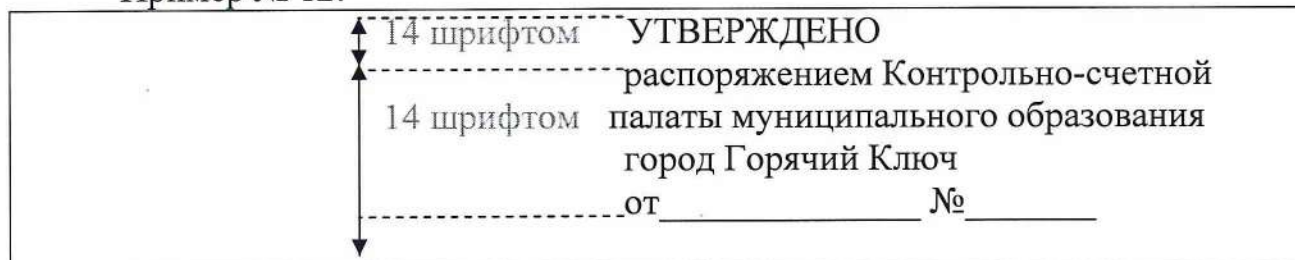 14 шрифтом УТВЕРЖДЕНО
распоряжением Контрольно-счетной
14 шрифтом палаты муниципального образования
город Горячий Ключ
от_______________ №________